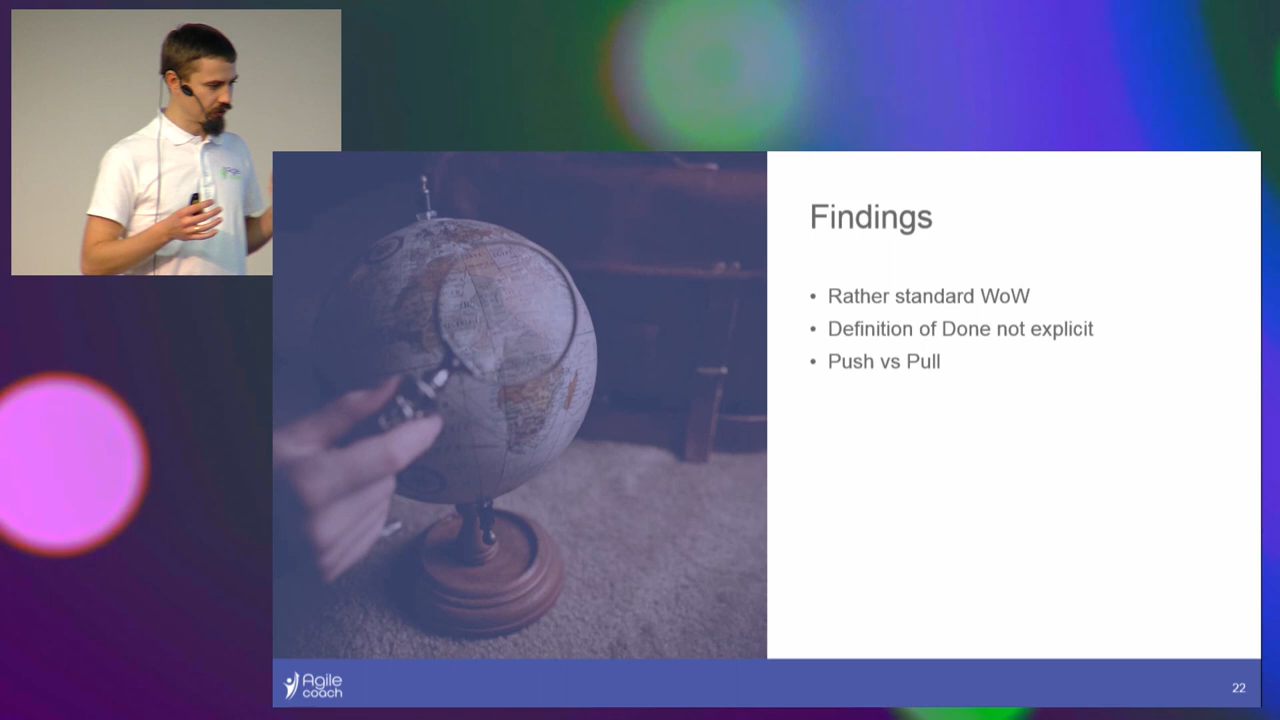 Findings
• Rather standard WoW
• Definition of Done not explicit
• Push vs Pull
Agile
coach
22